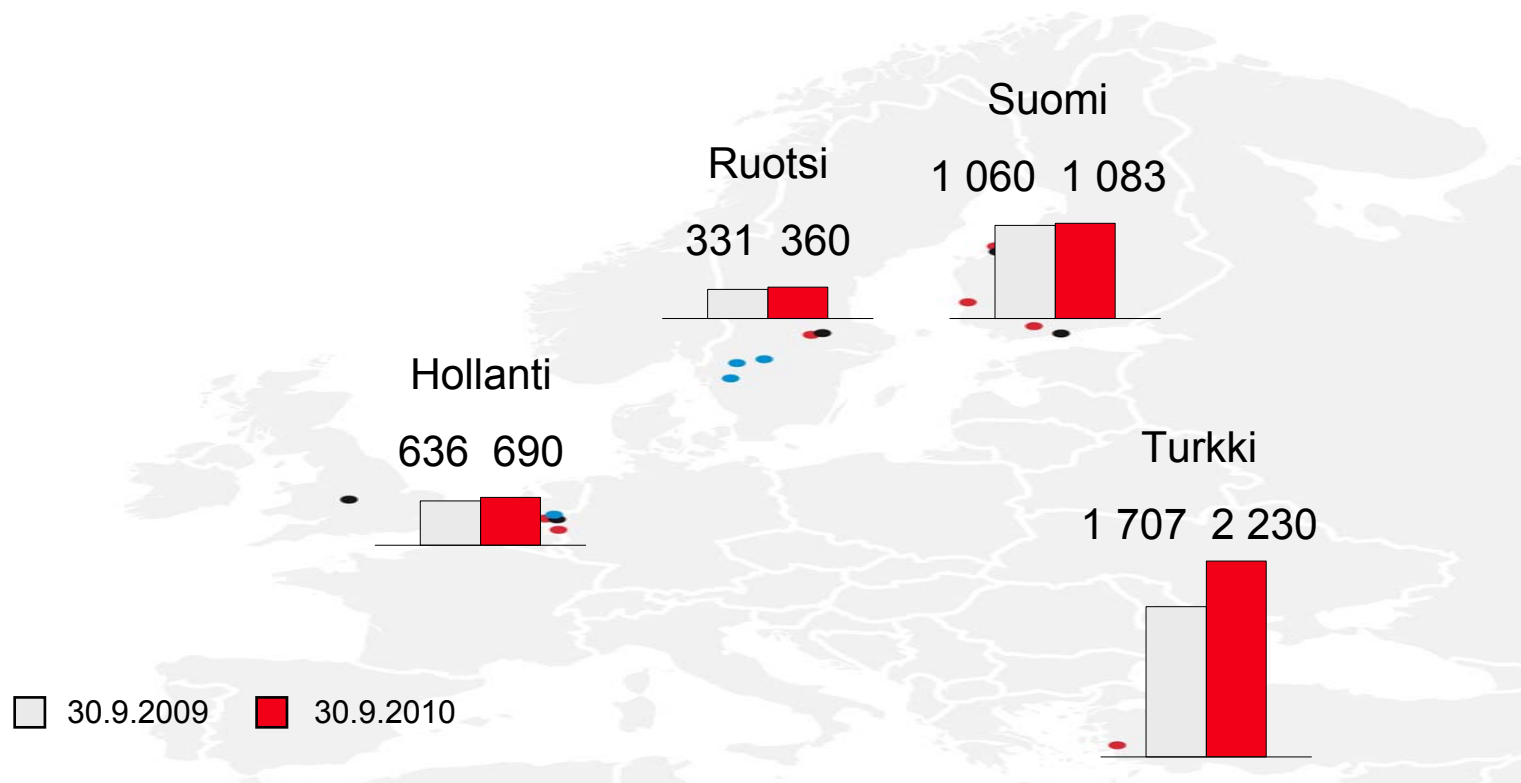 Suomi
1 060 1 083
Ruotsi
331 360
Hollanti
636 690
Turkki
1 707 2 230
30.9.2009 30.9.2010